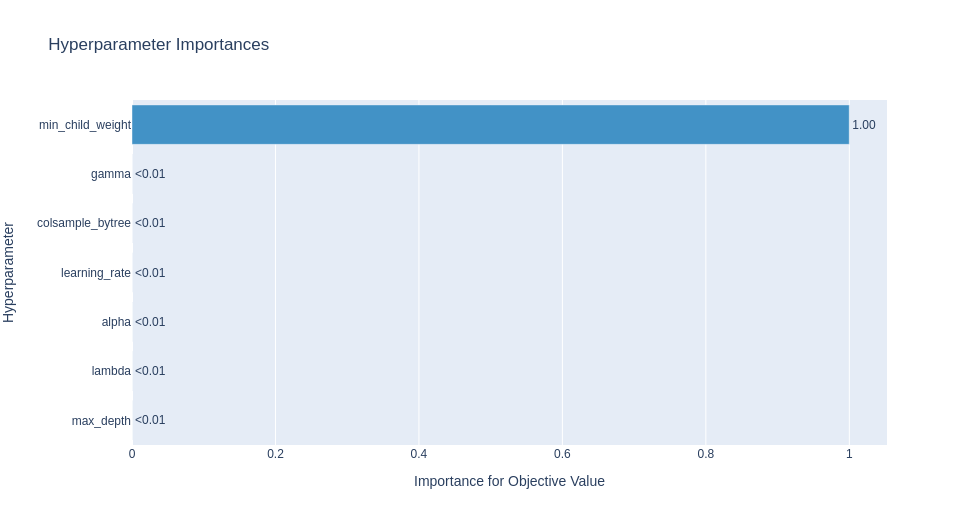 Hyperparameter Importances
Hyperparameter
min_child_weight 1.00
gamma <0.01
colsample_bytree <0.01
learning_rate <0.01
alpha <0.01
lambda <0.01
max_depth <0.01
0 0.2 0.4 0.6 0.8 1
Importance for Objective Value